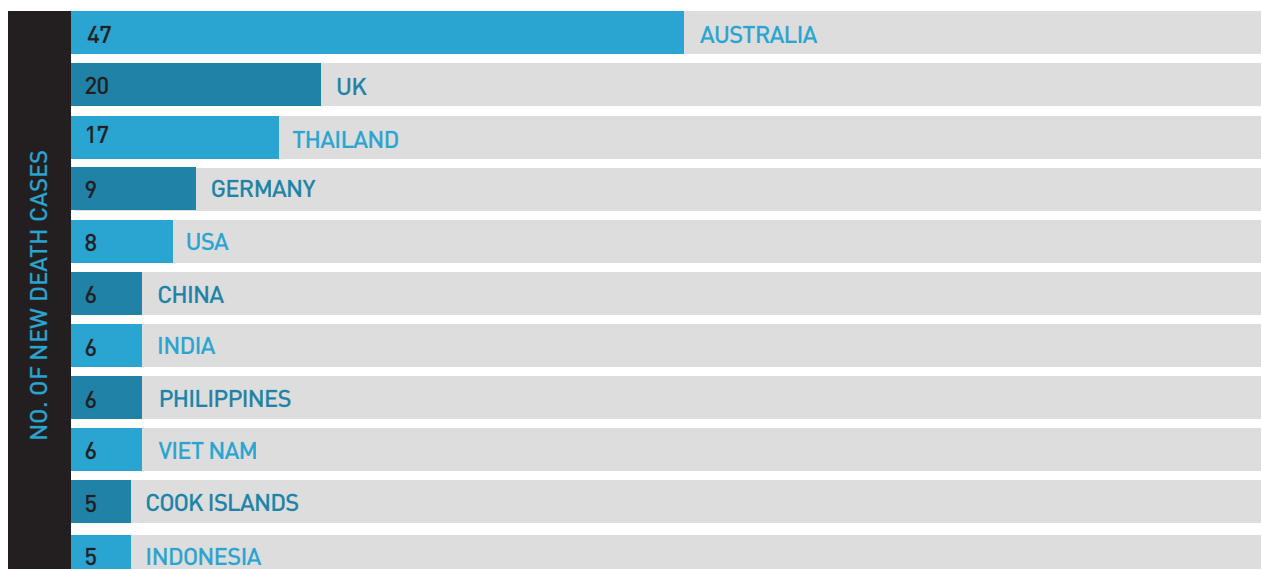 NO. OF NEW DEATH CASES
47 AUSTRALIA
20 UK
17 THAILAND
9 GERMANY
8 USA
6 CHINA
6 INDIA
6 PHILIPPINES
6 VIET NAM
5 COOK ISLANDS
5 INDONESIA